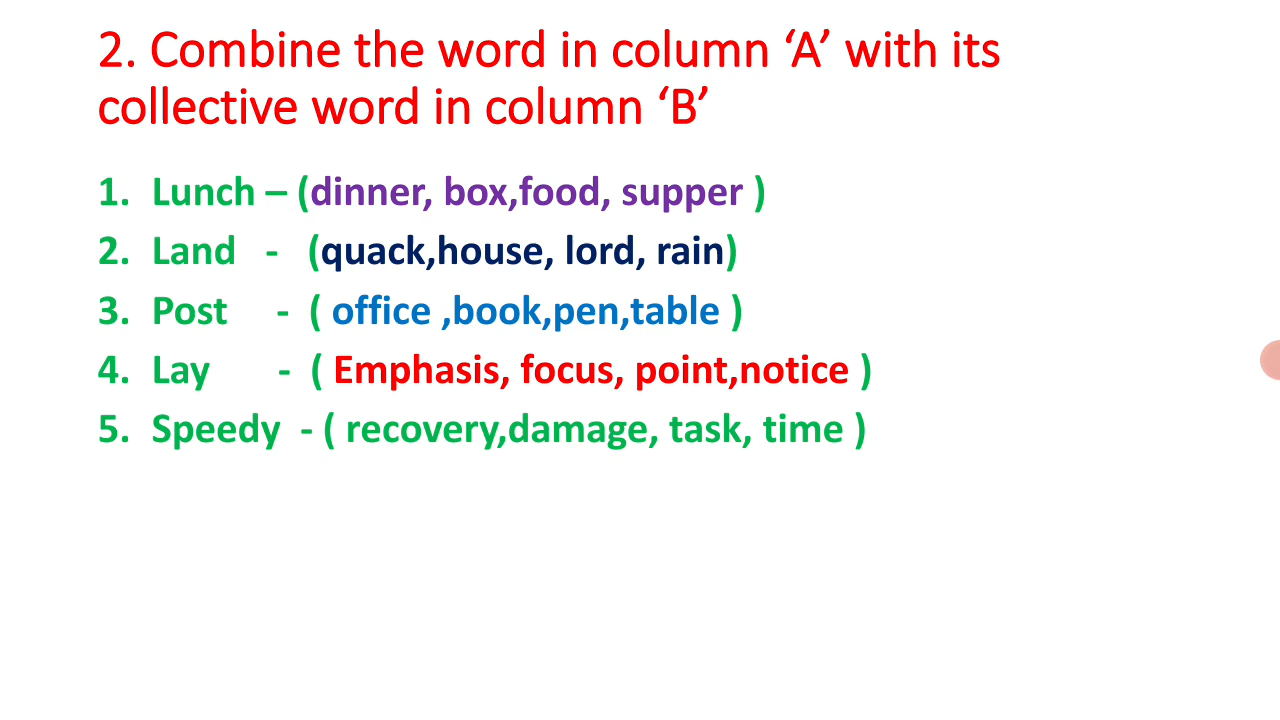 2. Combine the word in column ‘A’ with its
collective word in column ‘B’
1. Lunch – (dinner, box,food, supper )
2. Land - (quack,house, lord, rain)
3. Post - ( office ,book,pen,table )
4. Lay - ( Emphasis, focus, point,notice )
5. Speedy - ( recovery,damage, task, time )